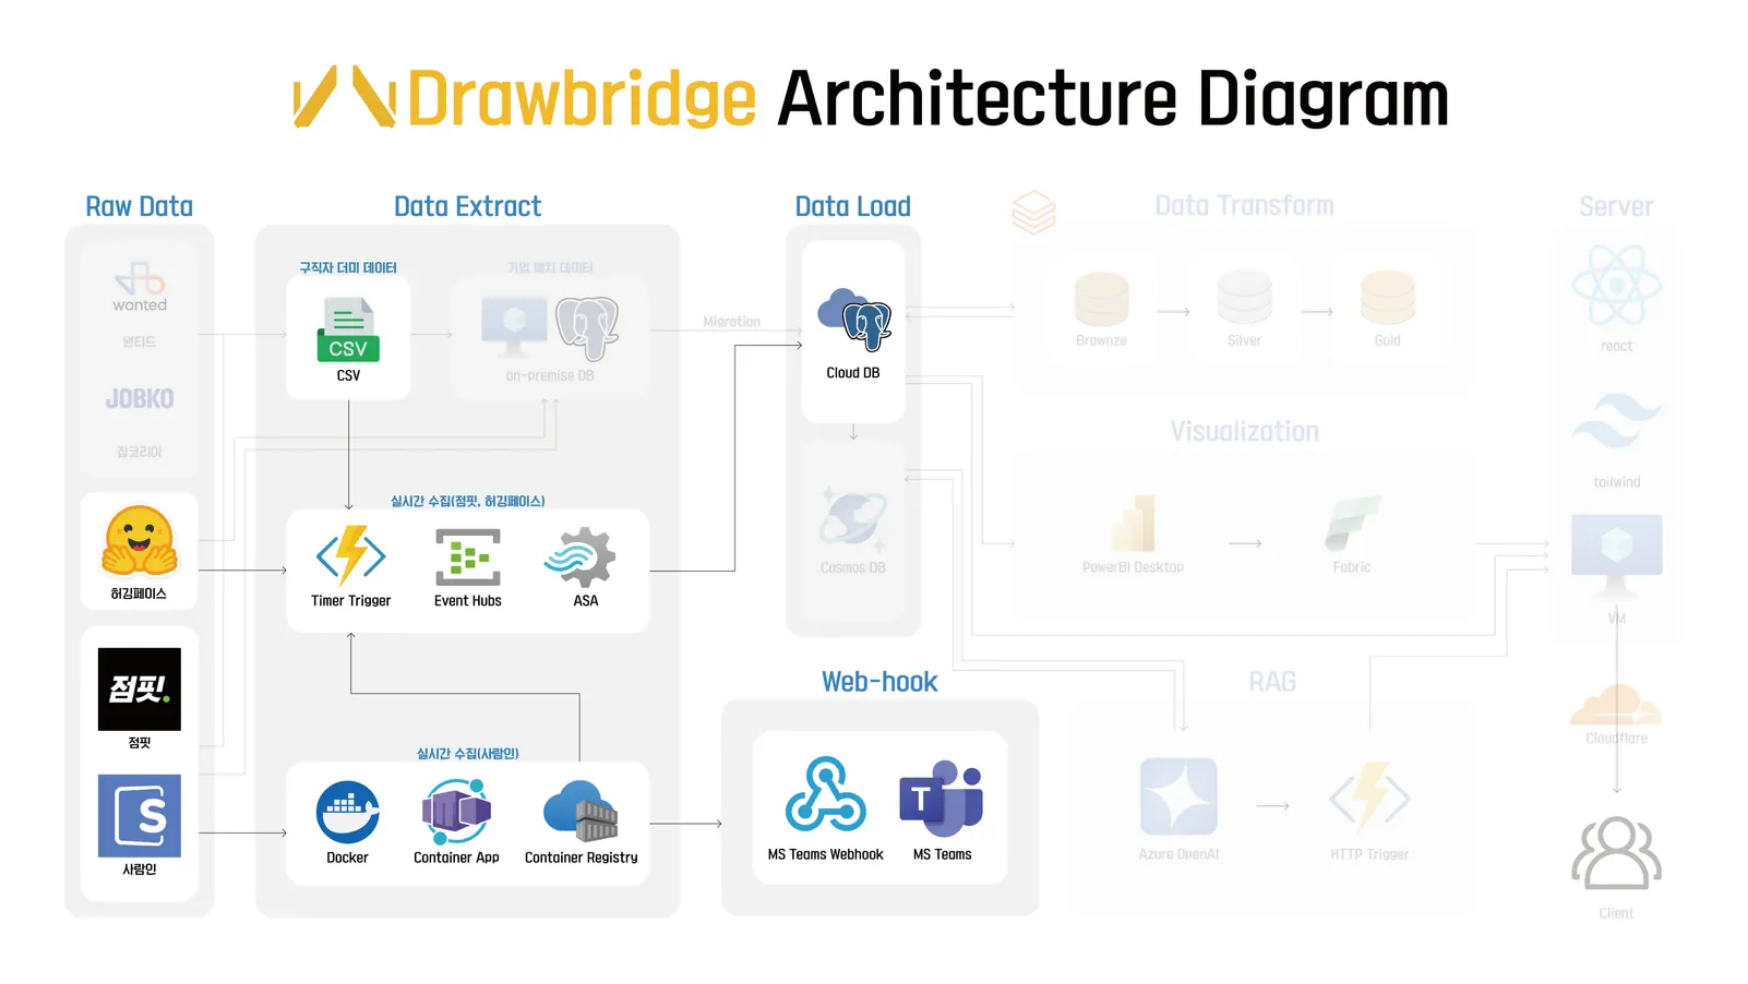 Drawbridge Architecture Diagram
Raw Data
wanted
원티드
JOBKO
잡코리아
허깅페이스
점핏.
점핏
S
사람인
Data Extract
구직자 더미 데이터
CSV
CSV
기업 배치 데이터
on-premise DB
Migration
실시간 수집(점핏, 허깅페이스)
Timer Trigger
Event Hubs
ASA
실시간 수집(사람인)
Docker
Container App
Container Registry
Data Load
Cloud DB
Cosmos DB
Web-hook
MS Teams Webhook
T
MS Teams
Data Transform
Brownze
Silver
Gold
Visualization
PowerBI Desktop
Fabric
RAG
Azure OpenAI
HTTP Trigger
Server
react
tailwind
VM
Cloudflare
Client